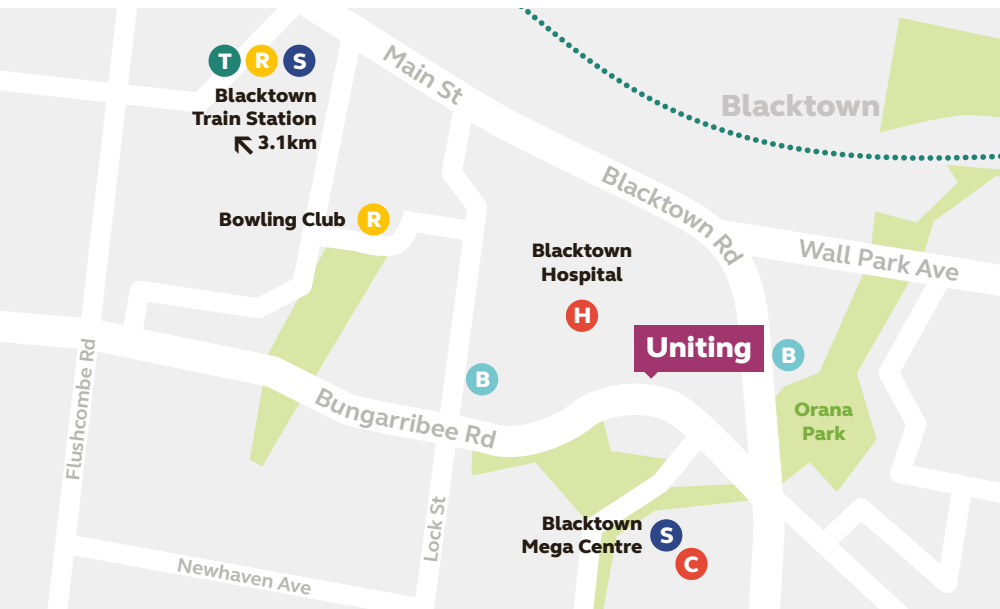 T R S
Blacktown
Train Station
3.1km
Main St
Blacktown
Bowling Club R
Blacktown Rd
Wall Park Ave
Blacktown
Hospital
H
Uniting
B
B
Orana
Park
Bungarribee Rd
Flushcombe Rd
Lock St
Blacktown
Mega Centre
S
C
Newhaven Ave